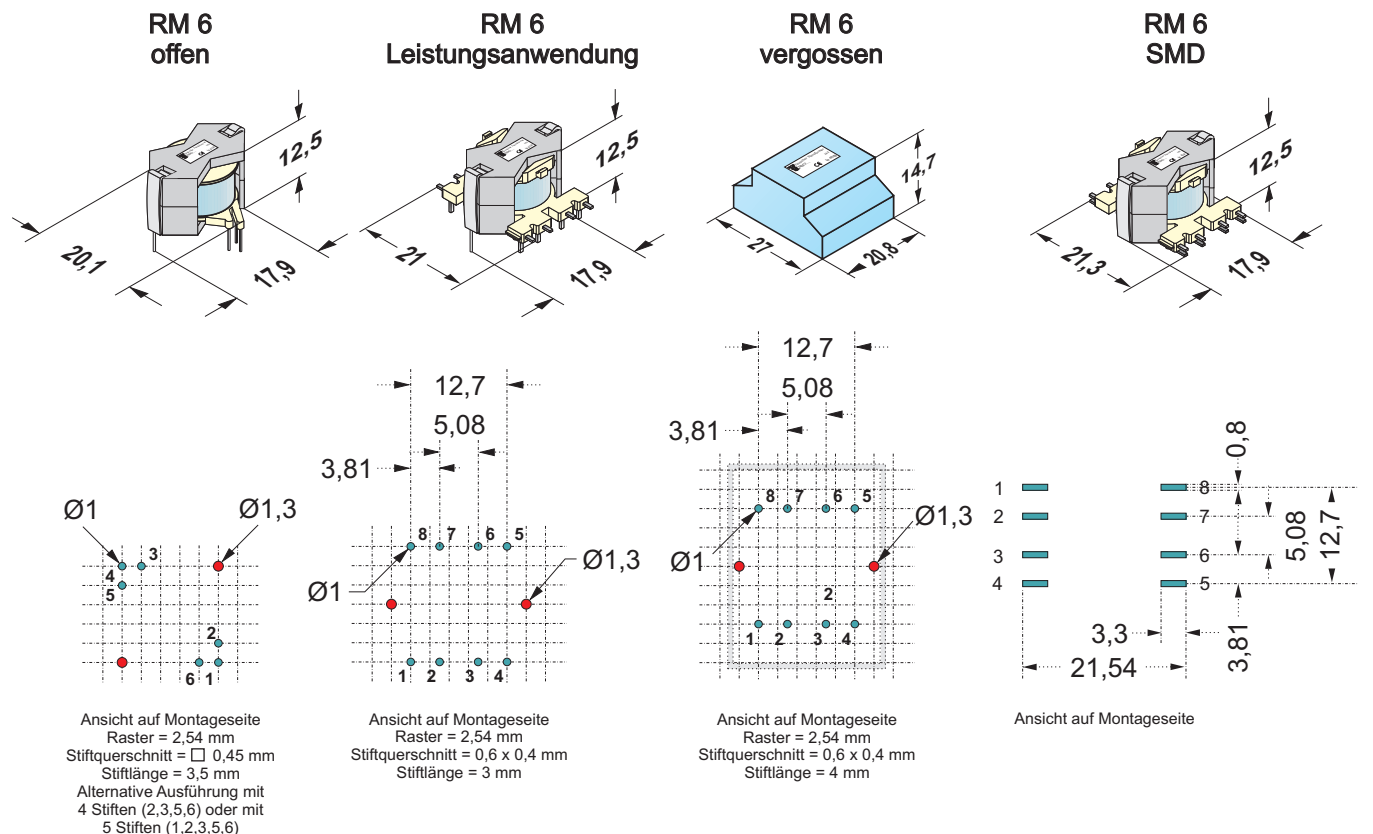 RM 6
offen
RM 6
Leistungsanwendung
RM 6
vergossen
RM 6
SMD
12,5
20,1
17,9
12,5
21
17,9
14,7
27
20,8
12,5
21,3
17,9
Ø1
Ø1,3
3
4
5
2
6 1
12,7
5,08
3,81
8 7 6 5
Ø1
Ø1,3
1 2 3 4
12,7
5,08
3,81
8 7 6 5
Ø1
Ø1,3
2
1 2 3 4
0,8
1 8
2 7
3 6
4 5
5,08
12,7
3,3
3,81
21,54
Ansicht auf Montageseite
Raster = 2,54 mm
Stiftquerschnitt = □ 0,45 mm
Stiftlänge = 3,5 mm
Alternative Ausführung mit
4 Stiften (2,3,5,6) oder mit
5 Stiften (1,2,3,5,6)
Ansicht auf Montageseite
Raster = 2,54 mm
Stiftquerschnitt = 0,6 x 0,4 mm
Stiftlänge = 3 mm
Ansicht auf Montageseite
Raster = 2,54 mm
Stiftquerschnitt = 0,6 x 0,4 mm
Stiftlänge = 4 mm
Ansicht auf Montageseite